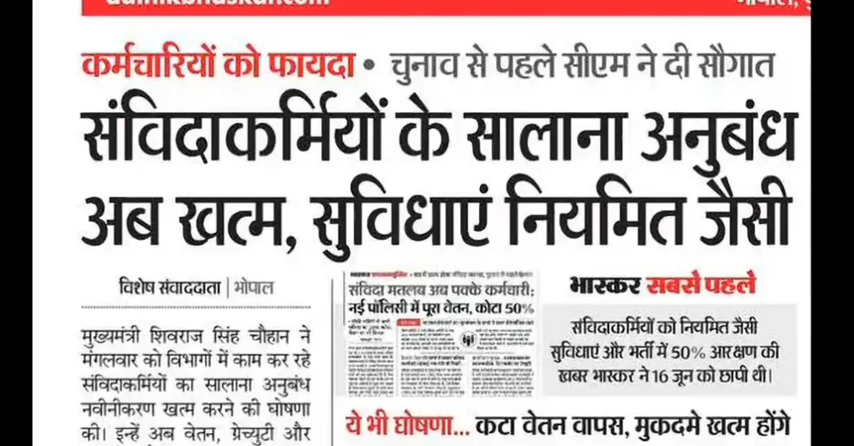 dainikbhaskar.com
भोपाल,
कर्मचारियों को फायदा • चुनाव से पहले सीएम ने दी सौगात
संविदाकर्मियों के सालाना अनुबंध
अब खत्म, सुविधाएं नियमित जैसी
विशेष संवाददाता | भोपाल
मुख्यमंत्री शिवराज सिंह चौहान ने
मंगलवार को विभागों में काम कर रहे
संविदाकर्मियों का सालाना अनुबंध
नवीनीकरण खत्म करने की घोषणा
की। इन्हें अब वेतन, ग्रेच्युटी और
संविदा मतलब अब पक्के कर्मचारी;
नई पॉलिसी में पूरा वेतन, कोटा 50%
भास्कर सबसे पहले
संविदाकर्मियों को नियमित जैसी
सुविधाएं और भर्ती में 50% आरक्षण की
खबर भास्कर ने 16 जून को छापी थी।
ये भी घोषणा... कटा वेतन वापस, मुकदमे खत्म होंगे